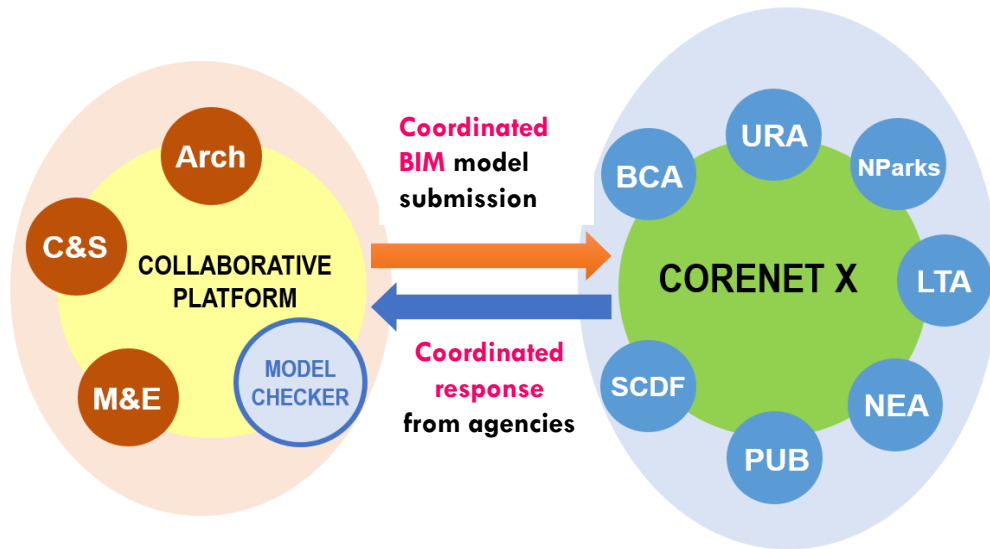 Arch
C&S
COLLABORATIVE
PLATFORM
M&E
MODEL
CHECKER
Coordinated
BIM model
submission
Coordinated
response
from agencies
URA
BCA
NParks
CORENET X
LTA
SCDF
NEA
PUB